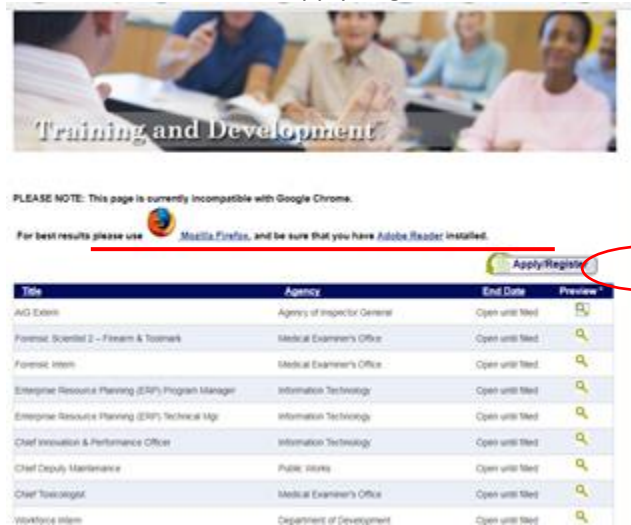 Training and Development
PLEASE NOTE: This page is currently incompatible with Google Chrome.
For best results please use Mozilla Firefox, and be sure that you have Adobe Reader installed.
Apply/Register
Title Agency End Date Preview *
AIG Extern Agency of Inspector General Open until filled
Forensic Scientist 2 – Firearm & Toolmark Medical Examiner's Office Open until filled
Forensic Intern Medical Examiner's Office Open until filled
Enterprise Resource Planning (ERP) Program Manager Information Technology Open until filled
Enterprise Resource Planning (ERP) Technical Mgr Information Technology Open until filled
Chief Innovation & Performance Officer Information Technology Open until filled
Chief Deputy Maintenance Public Works Open until filled
Chief Toxicologist Medical Examiner's Office Open until filled
Workforce Intern Department of Development Open until filled